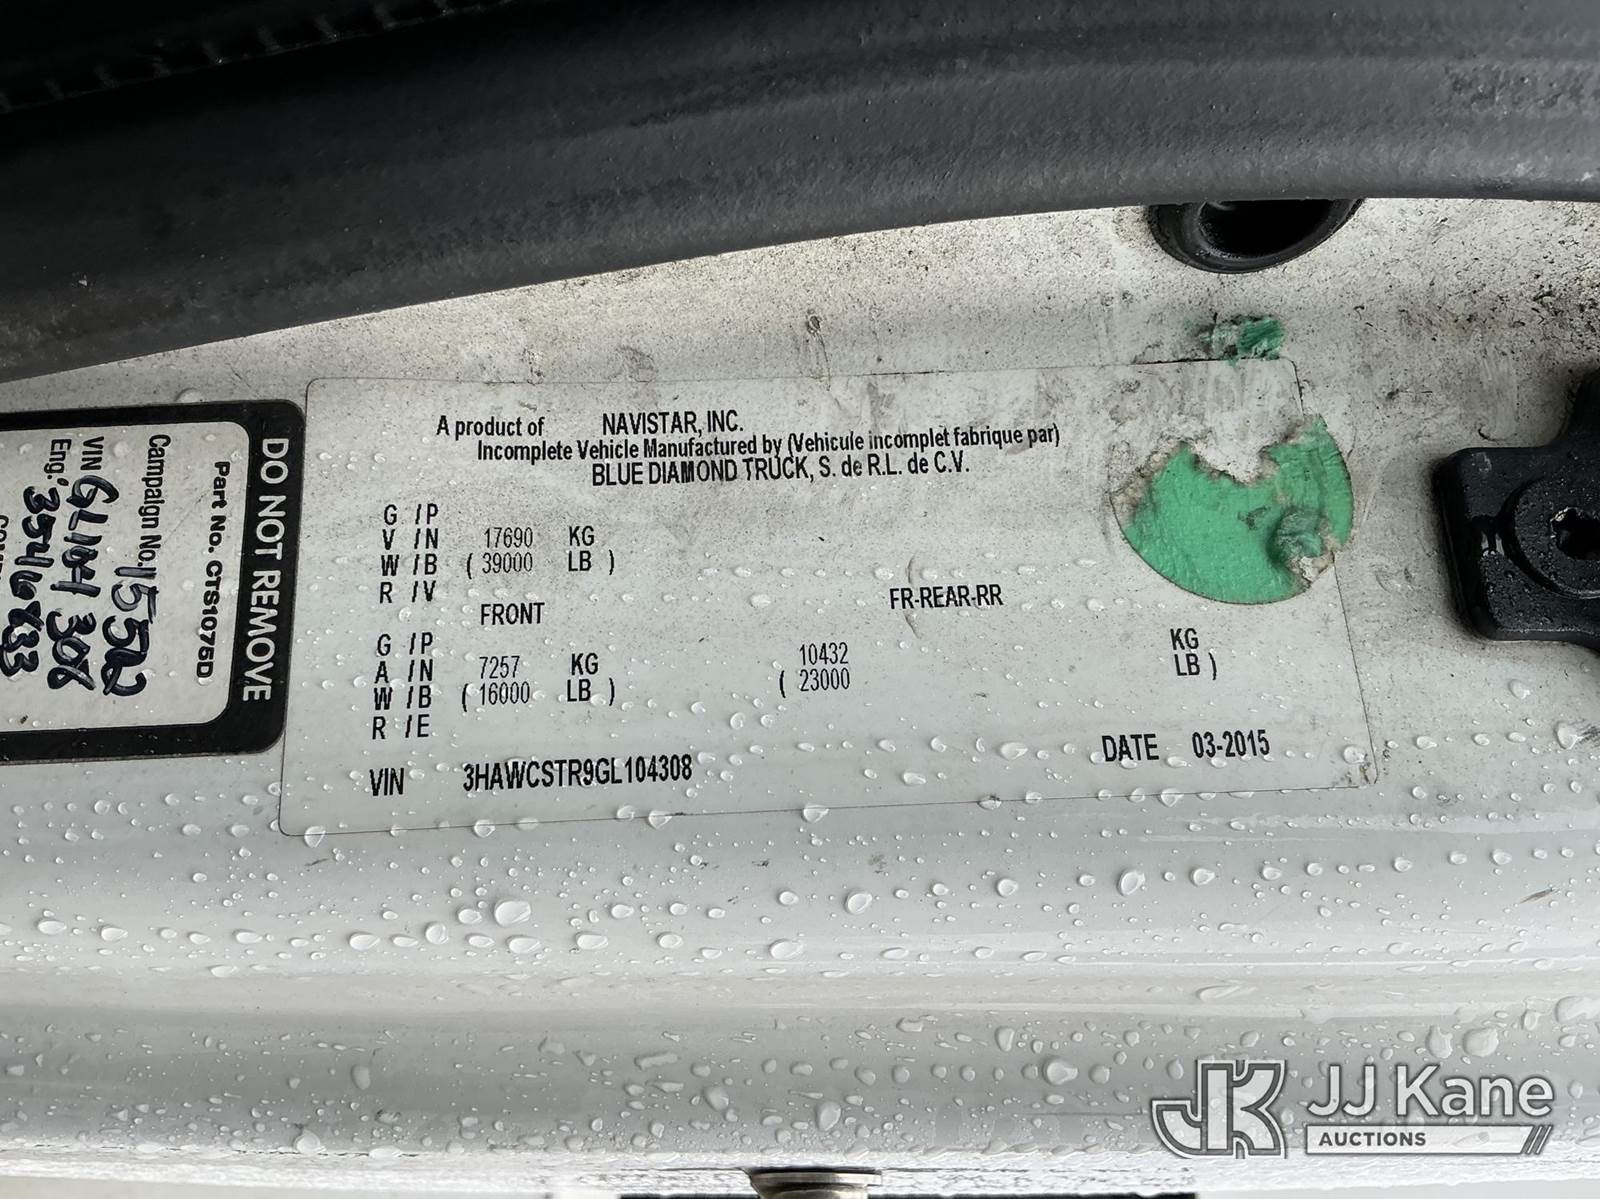 A product of NAVISTAR, INC.
Incomplete Vehicle Manufactured by (Vehicule incomplet fabrique par)
BLUE DIAMOND TRUCK, S. de R.L. de C.V.
G /P
V /N 17690 KG
W /B ( 39000 LB )
R /V
FRONT FR-REAR-RR
G /P
A /N 7257 KG 10432 KG
W /B ( 16000 LB ) ( 23000 LB )
R /E
VIN 3HAWCSTR9GL104308 DATE 03-2015
DO NOT REMOVE
Part No. CTS1075D
Campaign No. 15520
VIN GL104308
Eng.
JK JJ Kane
AUCTIONS